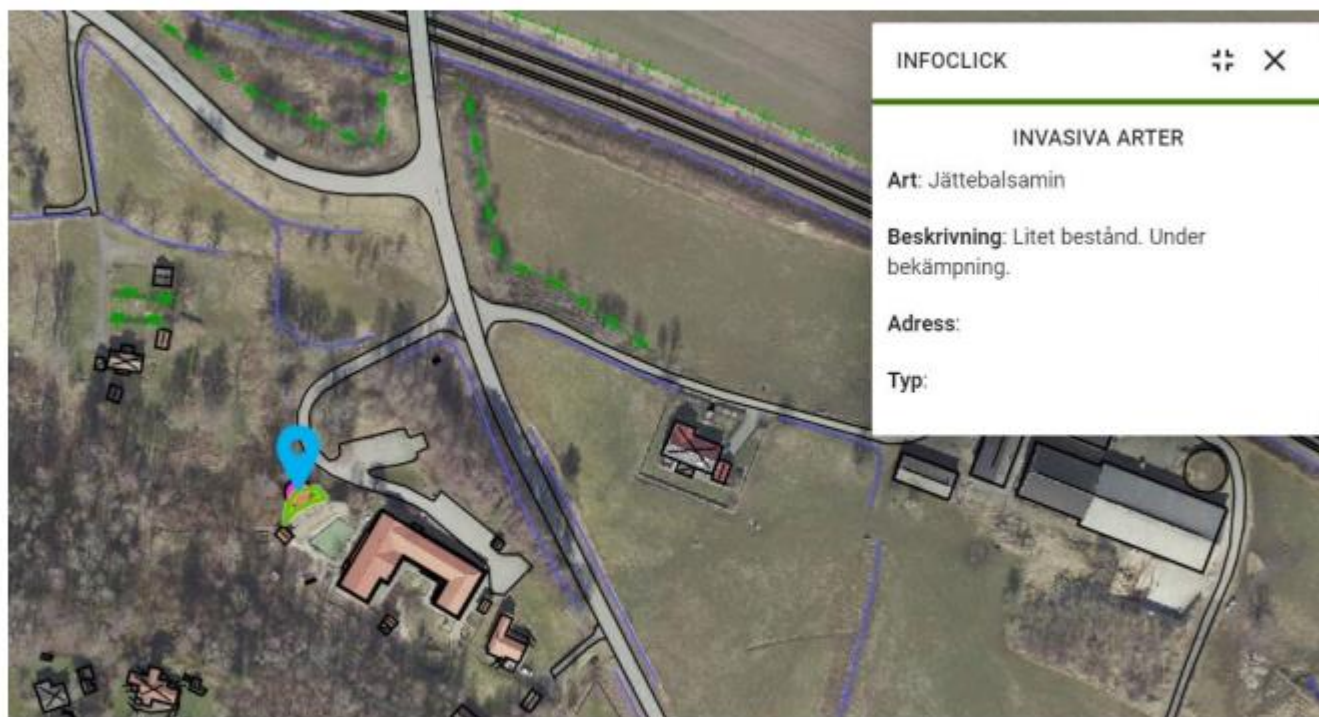 INFOCLICK
INVASIVA ARTER
Art: Jättebalsamin
Beskrivning: Litet bestånd. Under
bekämpning.
Adress:
Typ: